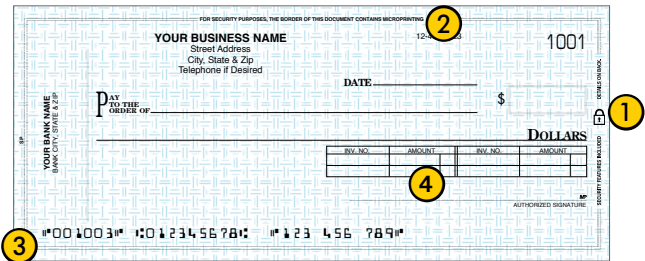 FOR SECURITY PURPOSES, THE BORDER OF THIS DOCUMENT CONTAINS MICROPRINTING
2
YOUR BUSINESS NAME
Street Address
City, State & Zip
Telephone if Desired
1001
DATE
PAY
TO THE
ORDER OF
$
DETAILS ON BACK.
1
SECURITY FEATURES INCLUDED
DOLLARS
YOUR BANK NAME
BANK CITY, STATE & ZIP
SP
INV. NO. AMOUNT INV. NO. AMOUNT
4
MP
AUTHORIZED SIGNATURE
3
⑈001003⑈ ⑆012345678⑆ ⑈123 456 789⑈